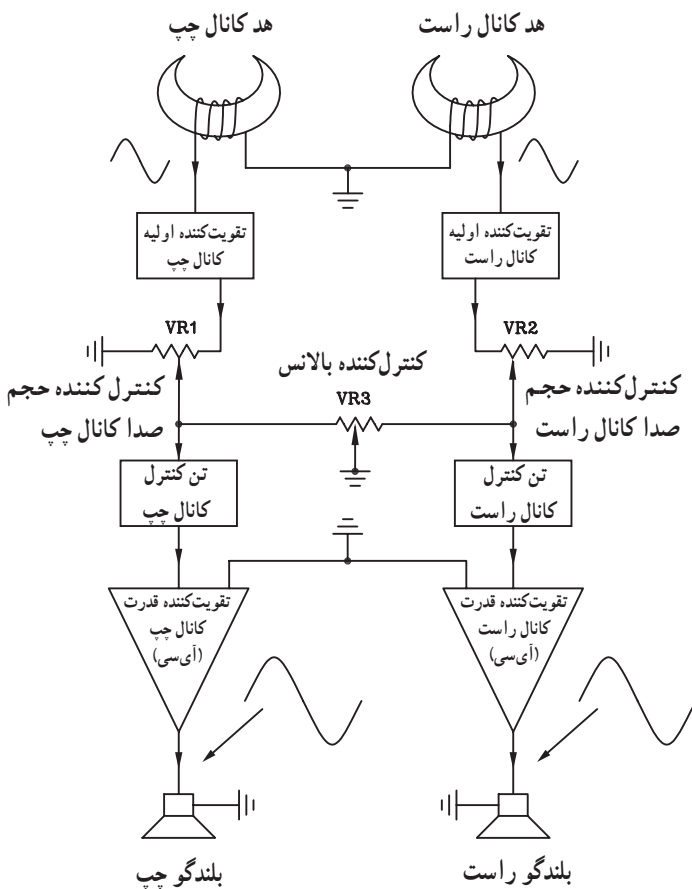 هد کانال راست
هد کانال چپ
تقویت‌کننده اولیه
کانال راست
تقویت‌کننده اولیه
کانال چپ
VR2
VR1
کنترل‌کننده حجم
صدا کانال راست
کنترل‌کننده بالانس
VR3
کنترل‌کننده حجم
صدا کانال چپ
تن کنترل
کانال راست
تن کنترل
کانال چپ
تقویت‌کننده قدرت
کانال راست
(آی‌سی)
تقویت‌کننده قدرت
کانال چپ
(آی‌سی)
بلندگو راست
بلندگو چپ